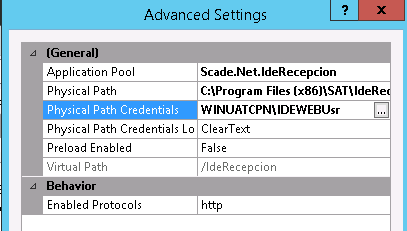 Advanced Settings
? x
(General)
Application Pool Scade.Net.IdeRecepcion
Physical Path C:\Program Files (x86)\SAT\IdeRec
Physical Path Credentials WINUATCPN\IDEWEBUsr ...
Physical Path Credentials Lo ClearText
Preload Enabled False
Virtual Path /IdeRecepcion
Behavior
Enabled Protocols http